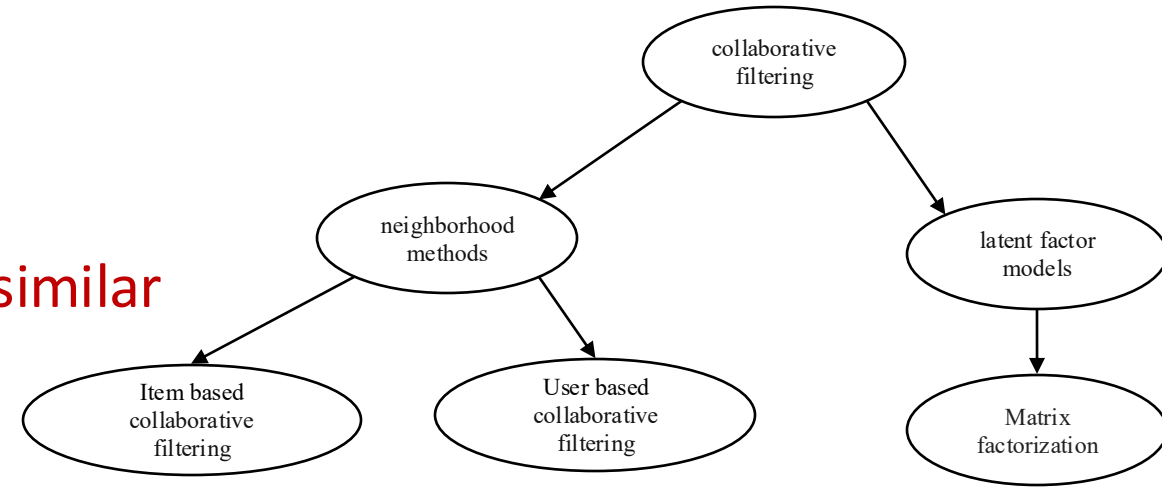 collaborative
filtering
neighborhood
methods
latent factor
models
similar
Item based
collaborative
filtering
User based
collaborative
filtering
Matrix
factorization